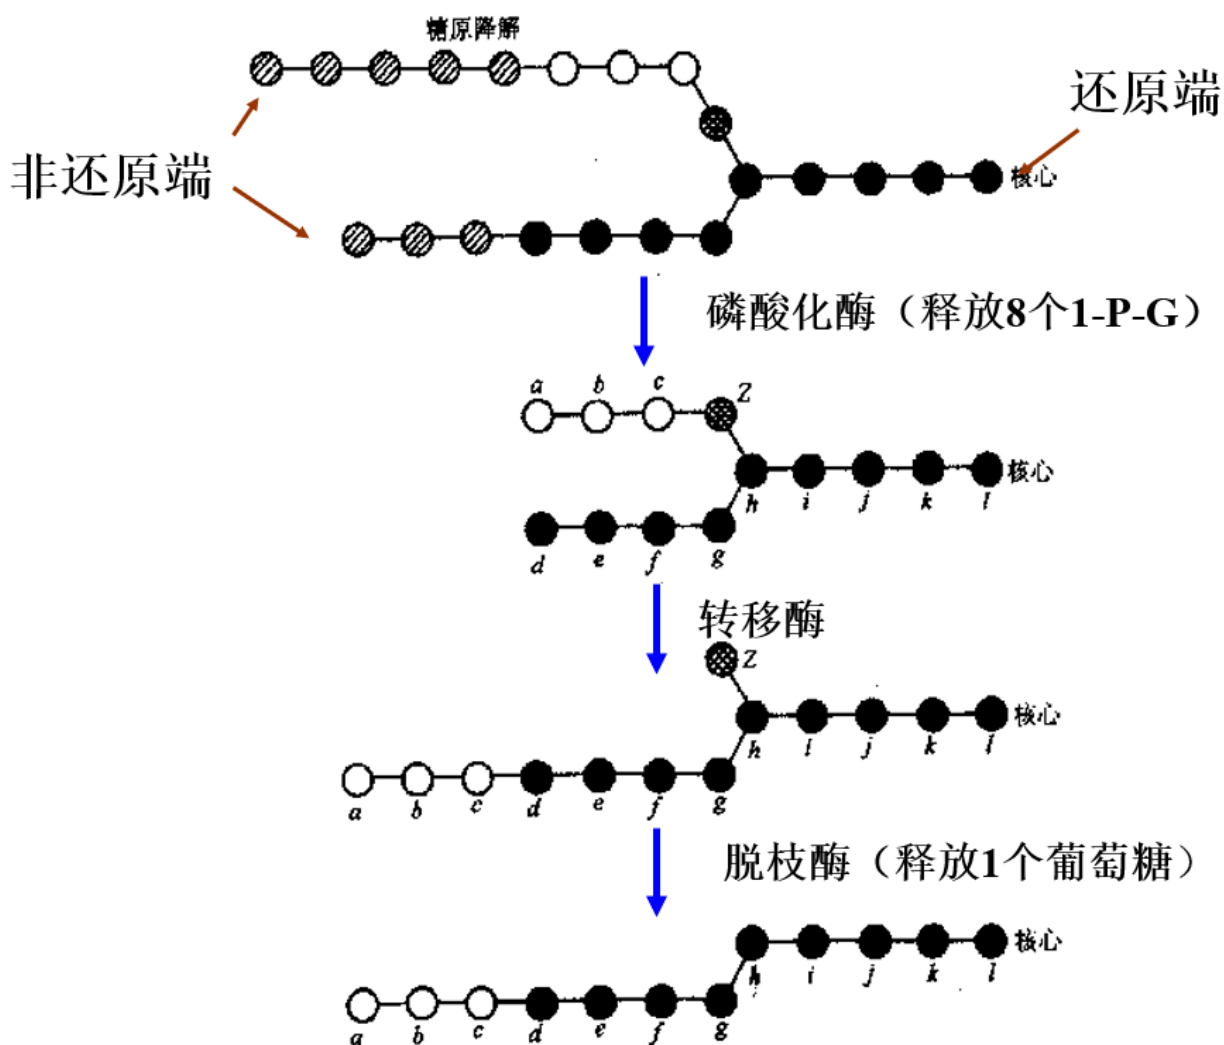 糖原降解
还原端
非还原端
核心
磷酸化酶（释放8个1-P-G）
a b c Z
h i j k l 核心
d e f g
转移酶
Z
h i j k l 核心
a b c d e f g
脱枝酶（释放1个葡萄糖）
h i j k l 核心
a b c d e f g